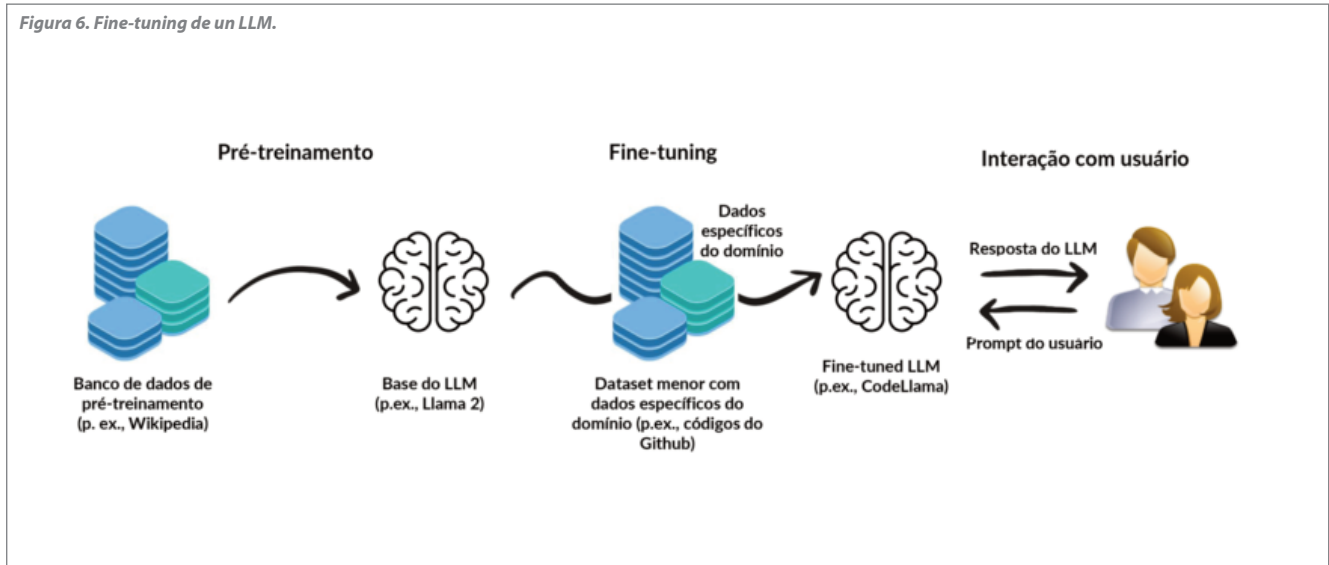 Figura 6. Fine-tuning de un LLM.
Pré-treinamento
Fine-tuning
Interação com usuário
Dados
específicos
do domínio
Resposta do LLM
Prompt do usuário
Banco de dados de
pré-treinamento
(p. ex., Wikipedia)
Base do LLM
(p.ex., Llama 2)
Dataset menor com
dados específicos do
domínio (p.ex., códigos do
Github)
Fine-tuned LLM
(p.ex., CodeLlama)